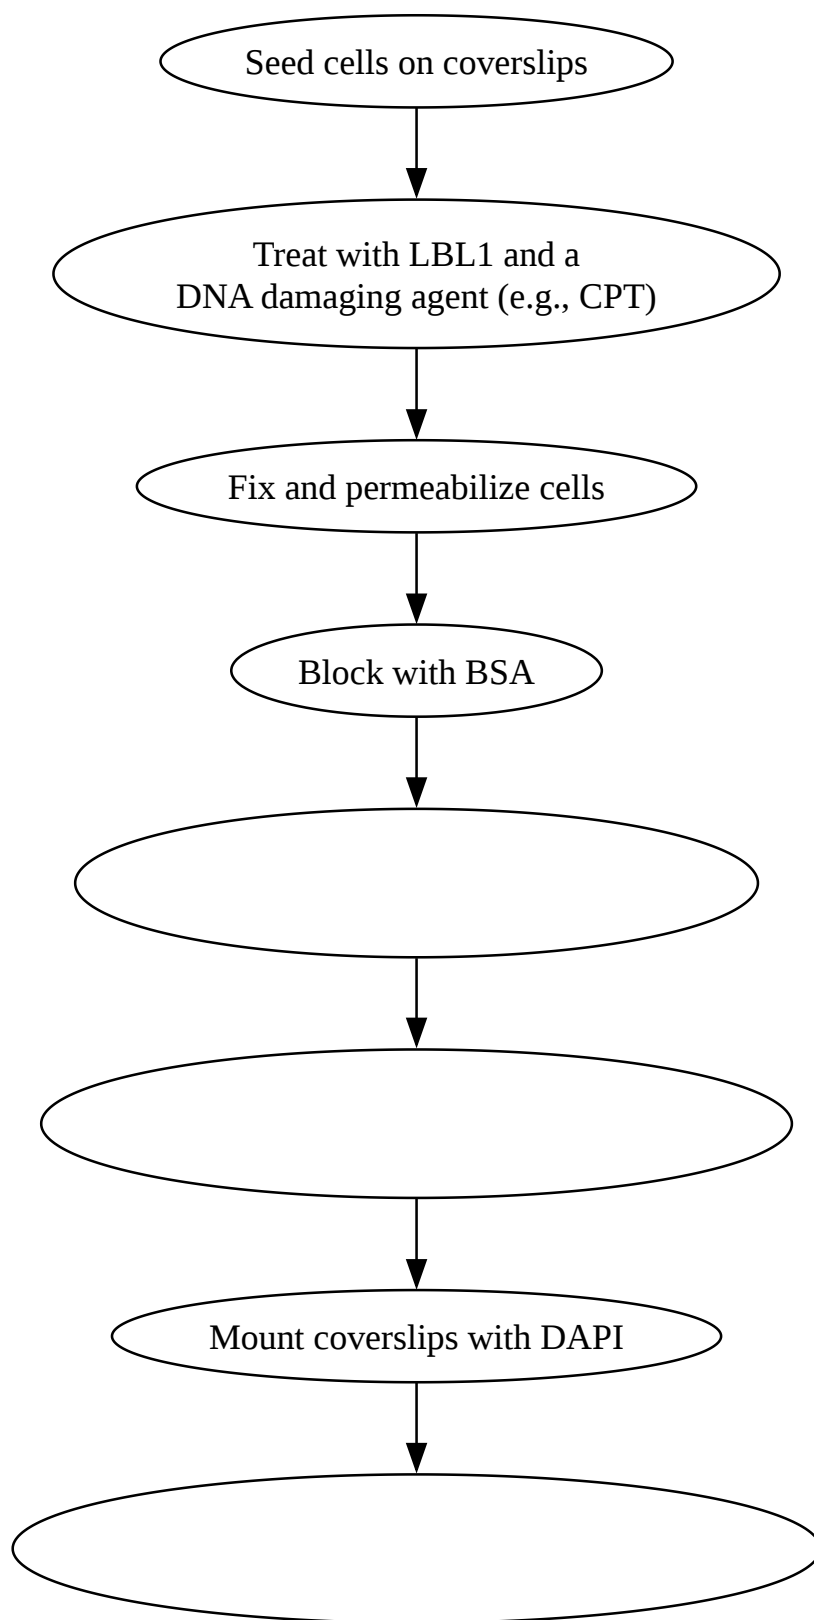 Seed cells on coverslips
Treat with LBL1 and a
DNA damaging agent (e.g., CPT)
Fix and permeabilize cells
Block with BSA
Mount coverslips with DAPI